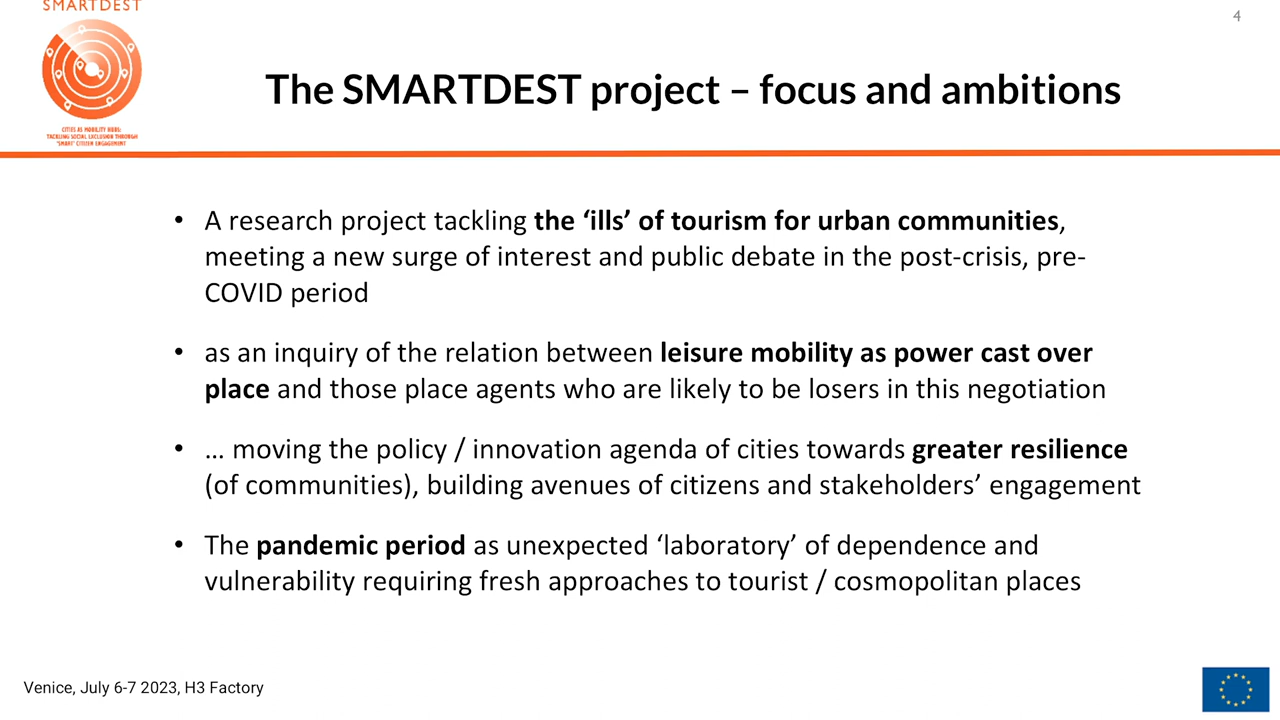 SMARTDEST
4
The SMARTDEST project – focus and ambitions
CITIES AS MOBILITY HUBS:
TACKLING SOCIAL EXCLUSION THROUGH
"SMART" CITIZEN ENGAGEMENT
• A research project tackling the ‘ills’ of tourism for urban communities,
meeting a new surge of interest and public debate in the post-crisis, pre-
COVID period
• as an inquiry of the relation between leisure mobility as power cast over
place and those place agents who are likely to be losers in this negotiation
• … moving the policy / innovation agenda of cities towards greater resilience
(of communities), building avenues of citizens and stakeholders’ engagement
• The pandemic period as unexpected ‘laboratory’ of dependence and
vulnerability requiring fresh approaches to tourist / cosmopolitan places
Venice, July 6-7 2023, H3 Factory